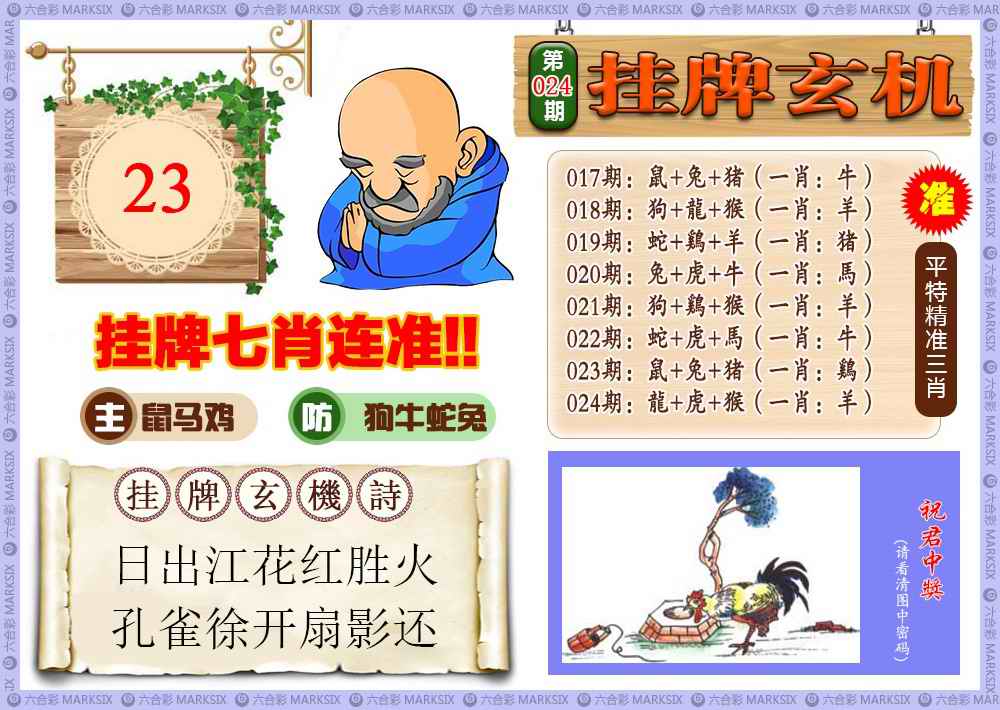 六合彩 MARKSIX
第024期
挂牌玄机
23
挂牌七肖连准!!
主 鼠马鸡
防 狗牛蛇兔
017期：鼠+兔+猪（一肖：牛）
018期：狗+龍+猴（一肖：羊）
019期：蛇+鷄+羊（一肖：猪）
020期：兔+虎+牛（一肖：馬）
021期：狗+鷄+猴（一肖：羊）
022期：蛇+虎+馬（一肖：牛）
023期：鼠+兔+猪（一肖：鷄）
024期：龍+虎+猴（一肖：羊）
准
平特精准三肖
挂牌玄機詩
日出江花红胜火
孔雀徐开扇影还
祝君中獎
（请看清图中密码）